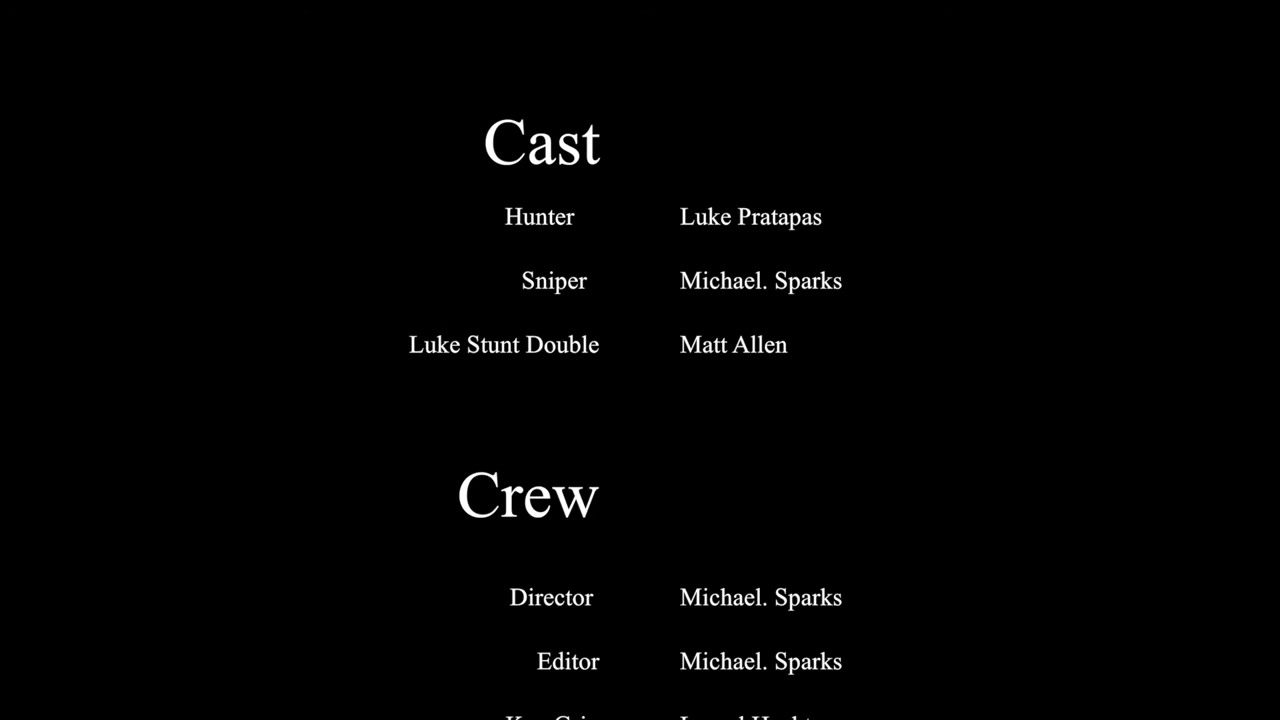 Cast
Hunter Luke Pratapas
Sniper Michael. Sparks
Luke Stunt Double Matt Allen
Crew
Director Michael. Sparks
Editor Michael. Sparks